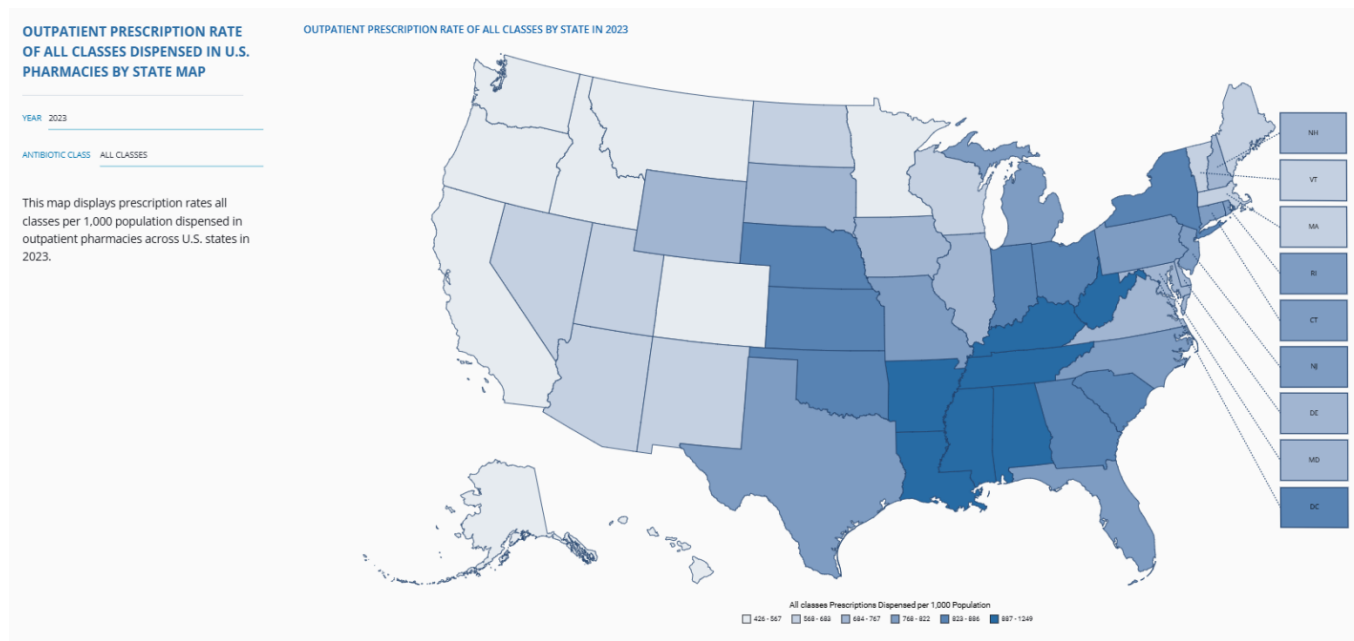 OUTPATIENT PRESCRIPTION RATE
OF ALL CLASSES DISPENSED IN U.S.
PHARMACIES BY STATE MAP
YEAR 2023
ANTIBIOTIC CLASS ALL CLASSES
This map displays prescription rates all
classes per 1,000 population dispensed in
outpatient pharmacies across U.S. states in
2023.
OUTPATIENT PRESCRIPTION RATE OF ALL CLASSES BY STATE IN 2023
NH
VT
MA
RI
CT
NJ
DE
MD
DC
All classes Prescriptions Dispensed per 1,000 Population
426 - 567 568 - 683 684 - 767 768 - 822 823 - 886 887 - 1249